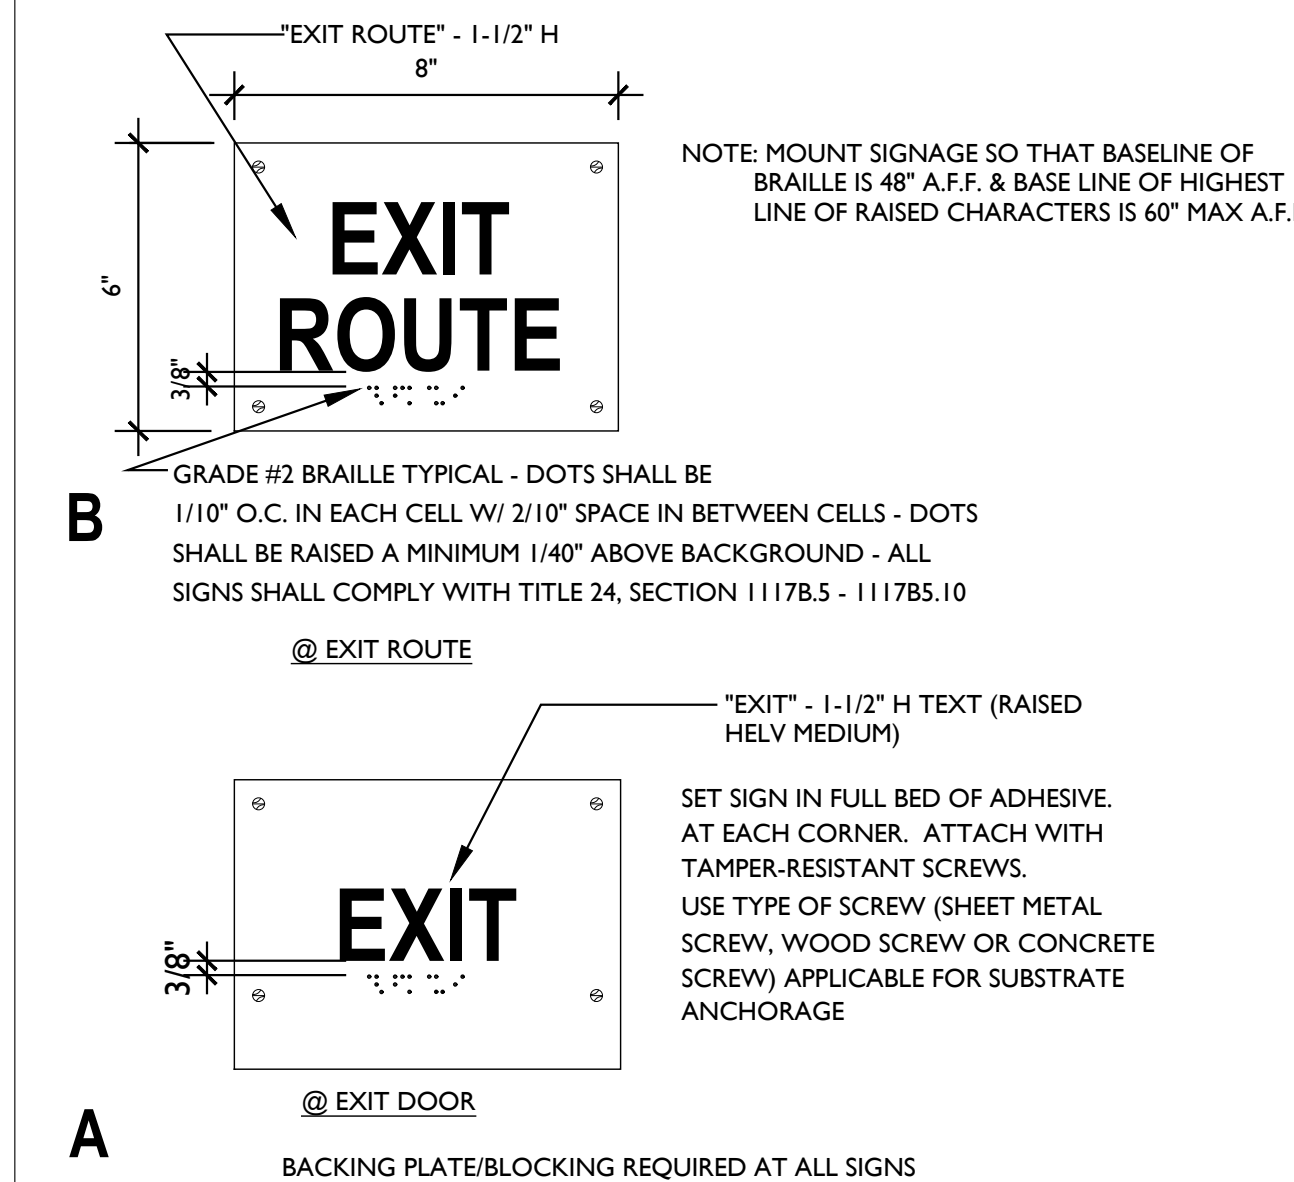 "EXIT ROUTE" - 1-1/2" H
8"
NOTE: MOUNT SIGNAGE SO THAT BASELINE OF
BRAILLE IS 48" A.F.F. & BASE LINE OF HIGHEST
LINE OF RAISED CHARACTERS IS 60" MAX A.F.
6"
EXIT
ROUTE
3/8"
GRADE #2 BRAILLE TYPICAL - DOTS SHALL BE
B
1/10" O.C. IN EACH CELL W/ 2/10" SPACE IN BETWEEN CELLS - DOTS
SHALL BE RAISED A MINIMUM 1/40" ABOVE BACKGROUND - ALL
SIGNS SHALL COMPLY WITH TITLE 24, SECTION 1117B.5 - 1117B5.10
@ EXIT ROUTE
"EXIT" - 1-1/2" H TEXT (RAISED
HELV MEDIUM)
SET SIGN IN FULL BED OF ADHESIVE.
AT EACH CORNER.  ATTACH WITH
TAMPER-RESISTANT SCREWS.
USE TYPE OF SCREW (SHEET METAL
SCREW, WOOD SCREW OR CONCRETE
SCREW) APPLICABLE FOR SUBSTRATE
ANCHORAGE
EXIT
3/8"
@ EXIT DOOR
A
BACKING PLATE/BLOCKING REQUIRED AT ALL SIGNS